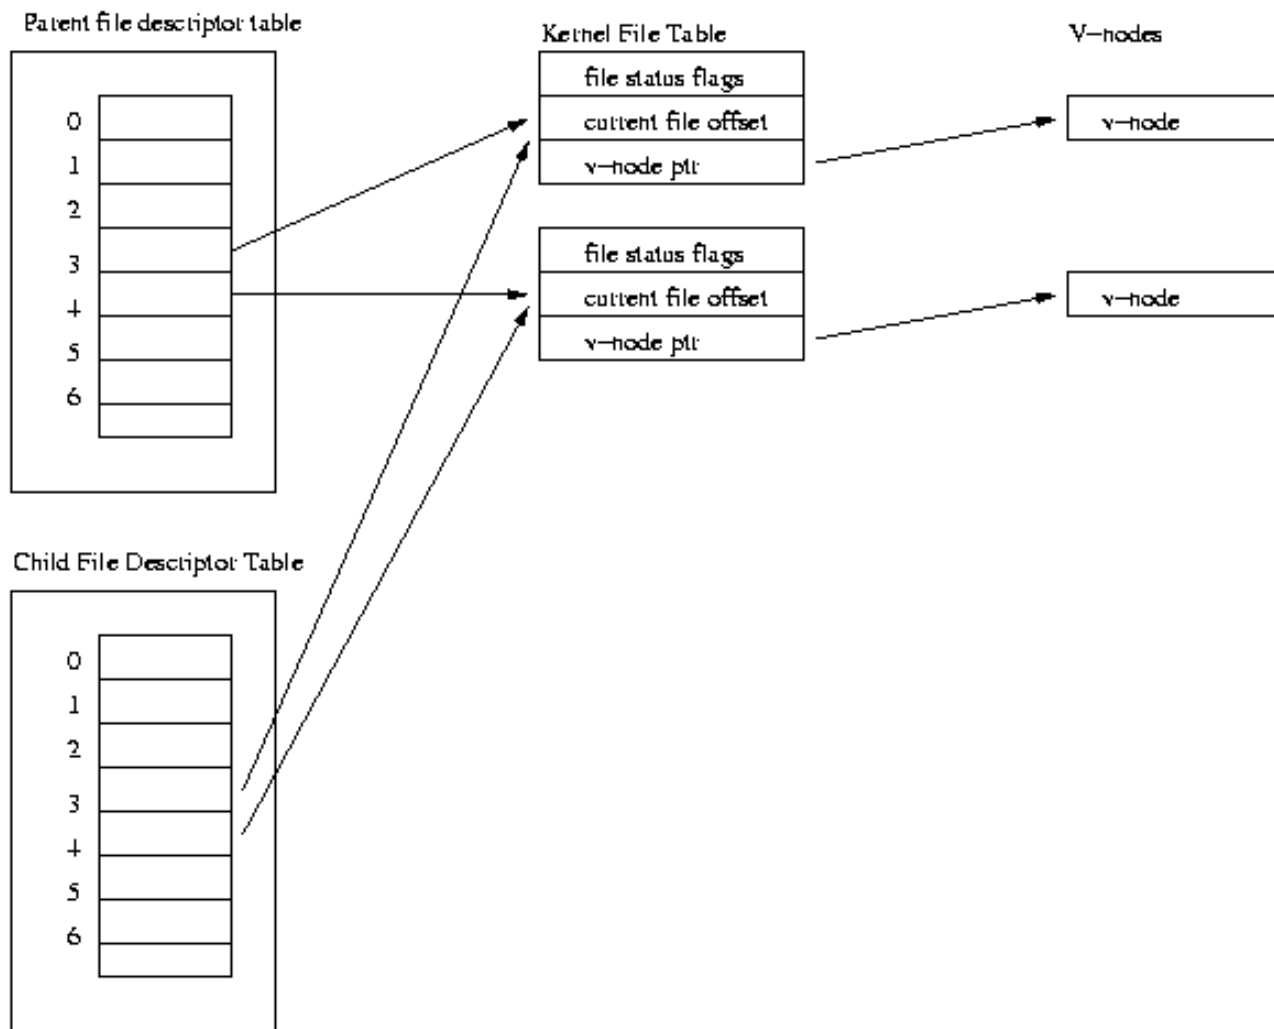 Parent file descriptor table
0
1
2
3
4
5
6
Kernel File Table
file status flags
current file offset
v-node ptr
file status flags
current file offset
v-node ptr
V-nodes
v-node
v-node
Child File Descriptor Table
0
1
2
3
4
5
6